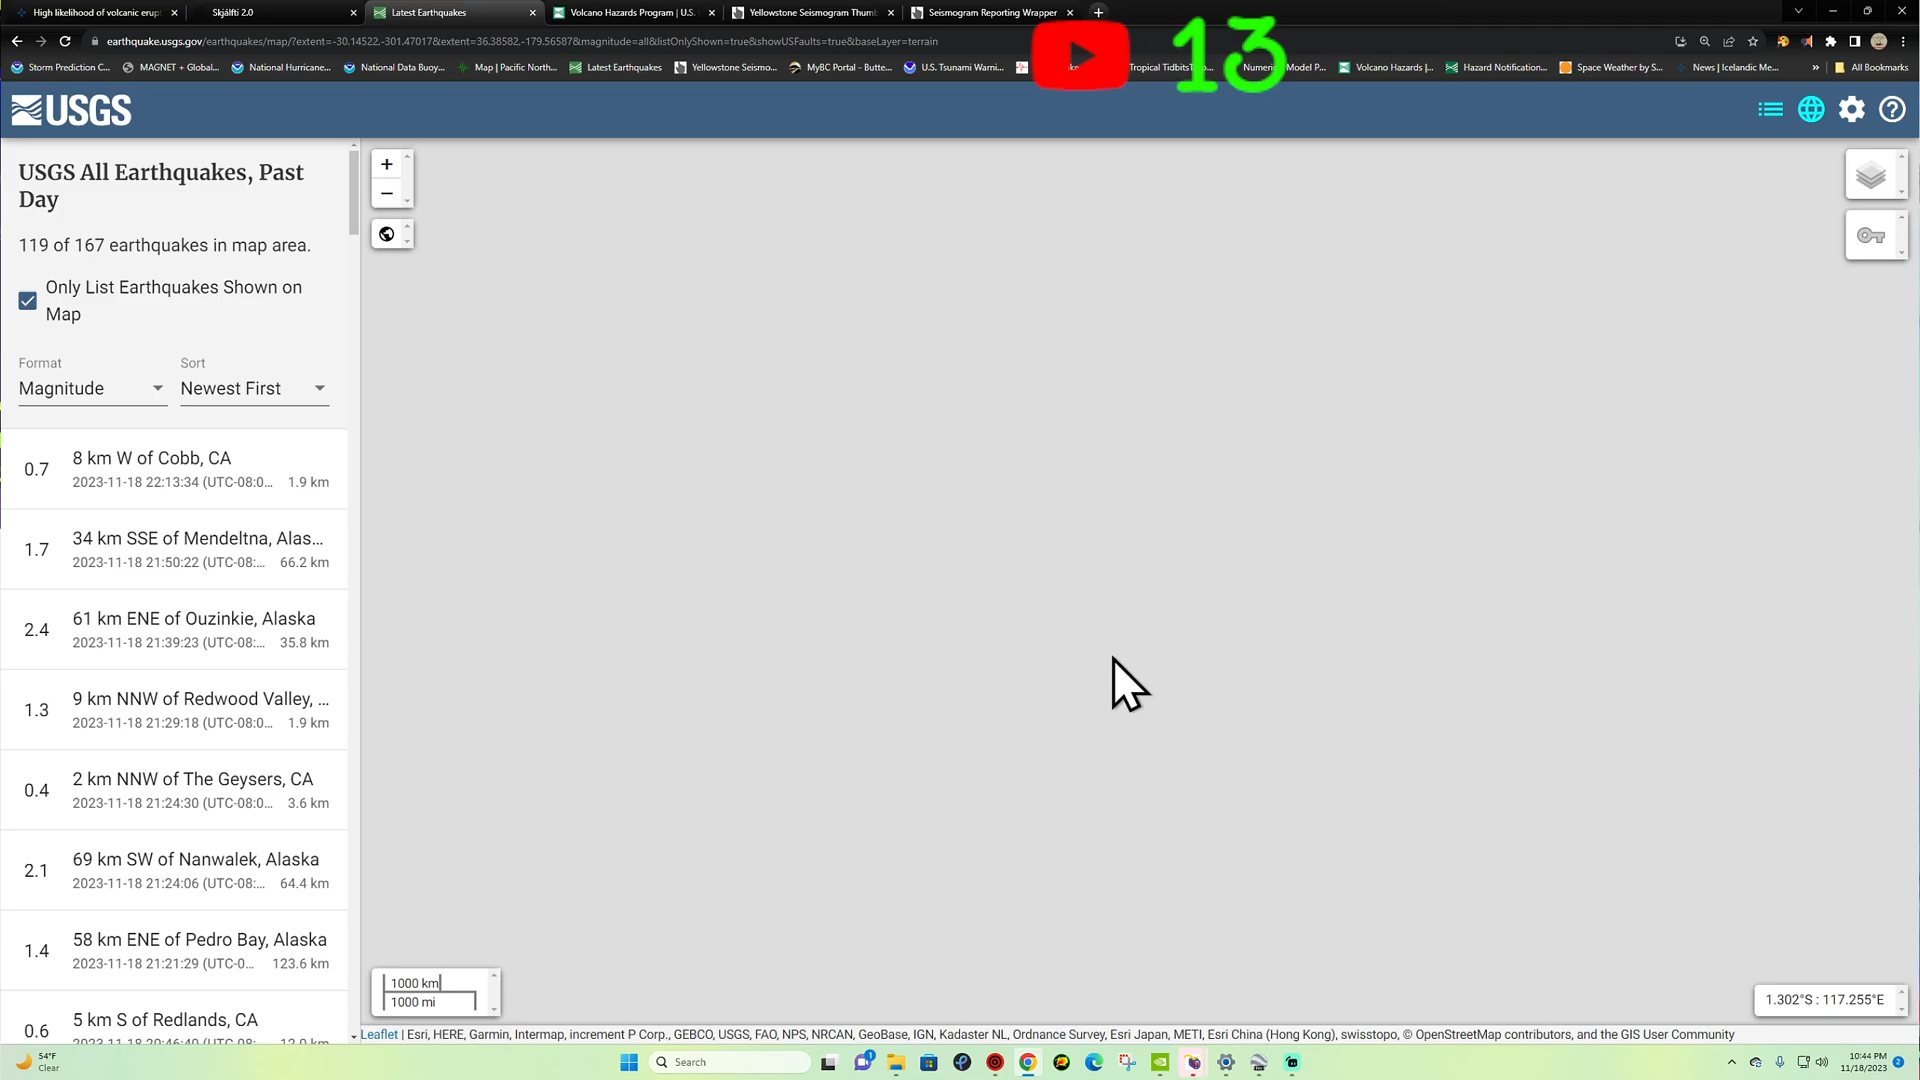 High likelihood of volcanic erupt
Skjálfti 2.0
Latest Earthquakes
Volcano Hazards Program | U.S.
Yellowstone Seismogram Thumb
Seismogram Reporting Wrapper
earthquake.usgs.gov/earthquakes/map/?extent=-30.14522,-301.47017&extent=36.38582,-179.56587&magnitude=all&listOnlyShown=true&showUSFaults=true&baseLayer=terrain
Storm Prediction C...
MAGNET + Global...
National Hurricane...
National Data Buoy...
Map | Pacific North...
Latest Earthquakes
Yellowstone Seismo...
MyBC Portal - Butte...
U.S. Tsunami Warni...
Tropical Tidbits
Model P...
Volcano Hazards |...
Hazard Notification...
Space Weather by S...
News | Icelandic Me...
»
All Bookmarks
13
USGS
USGS All Earthquakes, Past
Day
119 of 167 earthquakes in map area.
Only List Earthquakes Shown on
Map
Format
Sort
Magnitude
Newest First
0.7
8 km W of Cobb, CA
2023-11-18 22:13:34 (UTC-08:0...
1.9 km
1.7
34 km SSE of Mendeltna, Alas...
2023-11-18 21:50:22 (UTC-08:...
66.2 km
2.4
61 km ENE of Ouzinkie, Alaska
2023-11-18 21:39:23 (UTC-08:...
35.8 km
1.3
9 km NNW of Redwood Valley, ...
2023-11-18 21:29:18 (UTC-08:0...
1.9 km
0.4
2 km NNW of The Geysers, CA
2023-11-18 21:24:30 (UTC-08:0...
3.6 km
2.1
69 km SW of Nanwalek, Alaska
2023-11-18 21:24:06 (UTC-08:...
64.4 km
1.4
58 km ENE of Pedro Bay, Alaska
2023-11-18 21:21:29 (UTC-0...
123.6 km
0.6
5 km S of Redlands, CA
2023-11-18 20:46:40 (UTC-08:...
12.0 km
+
−
1000 km
1000 mi
1.302°S : 117.255°E
Leaflet | Esri, HERE, Garmin, Intermap, increment P Corp., GEBCO, USGS, FAO, NPS, NRCAN, GeoBase, IGN, Kadaster NL, Ordnance Survey, Esri Japan, METI, Esri China (Hong Kong), swisstopo, © OpenStreetMap contributors, and the GIS User Community
54°F
Clear
Search
1
10:44 PM
11/18/2023
2